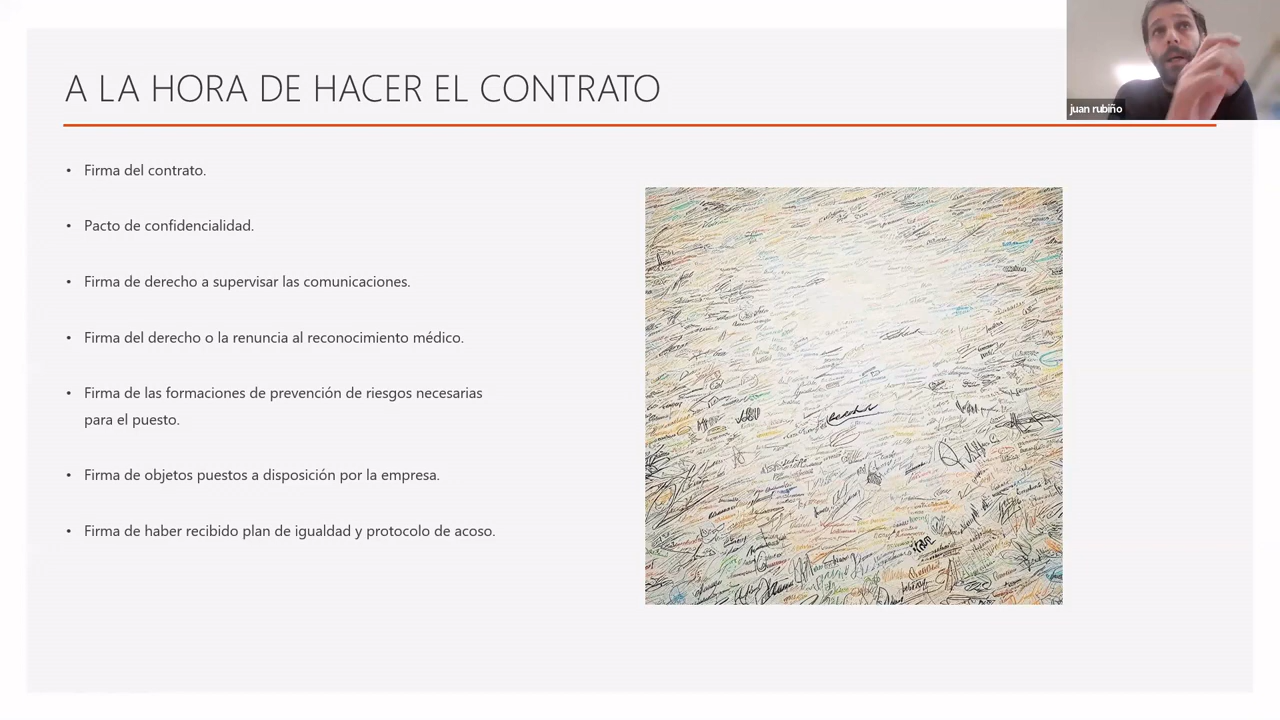 A LA HORA DE HACER EL CONTRATO
juan rubiño
• Firma del contrato.
• Pacto de confidencialidad.
• Firma de derecho a supervisar las comunicaciones.
• Firma del derecho o la renuncia al reconocimiento médico.
• Firma de las formaciones de prevención de riesgos necesarias
para el puesto.
• Firma de objetos puestos a disposición por la empresa.
• Firma de haber recibido plan de igualdad y protocolo de acoso.